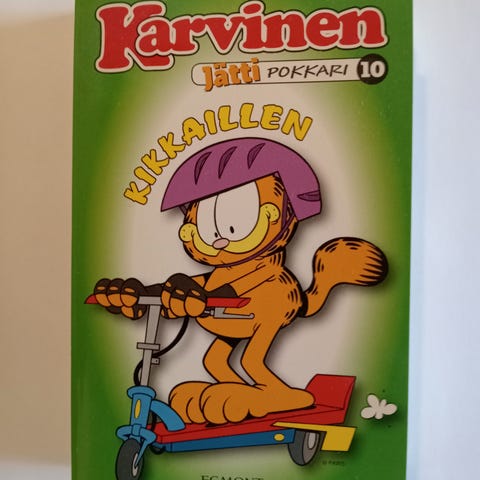 Karvinen
Jätti POKKARI 10
KIKKAILLEN
© PAWS
EGMONT